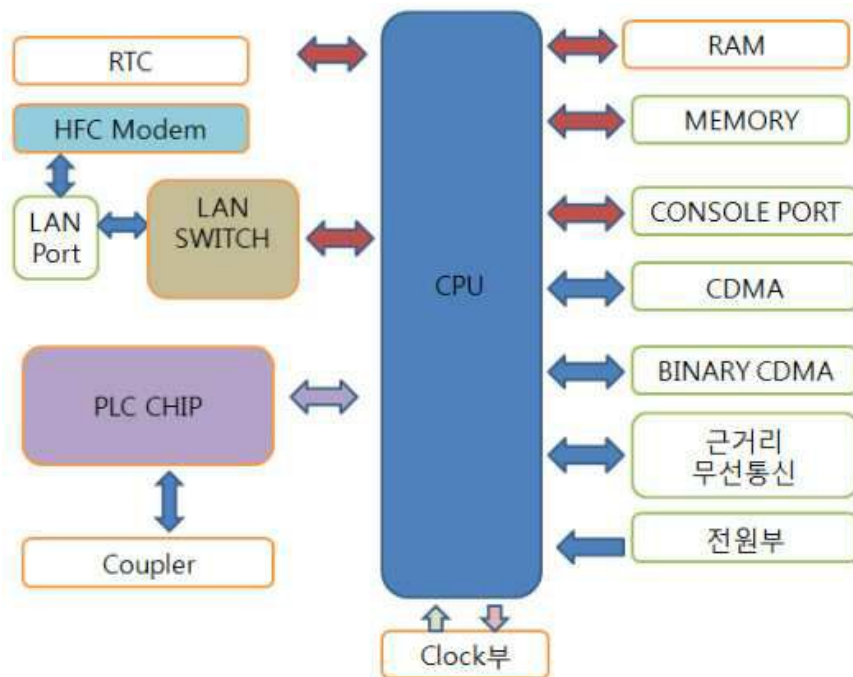 RTC
HFC Modem
LAN
Port
LAN
SWITCH
PLC CHIP
Coupler
CPU
Clock부
RAM
MEMORY
CONSOLE PORT
CDMA
BINARY CDMA
근거리
무선통신
전원부